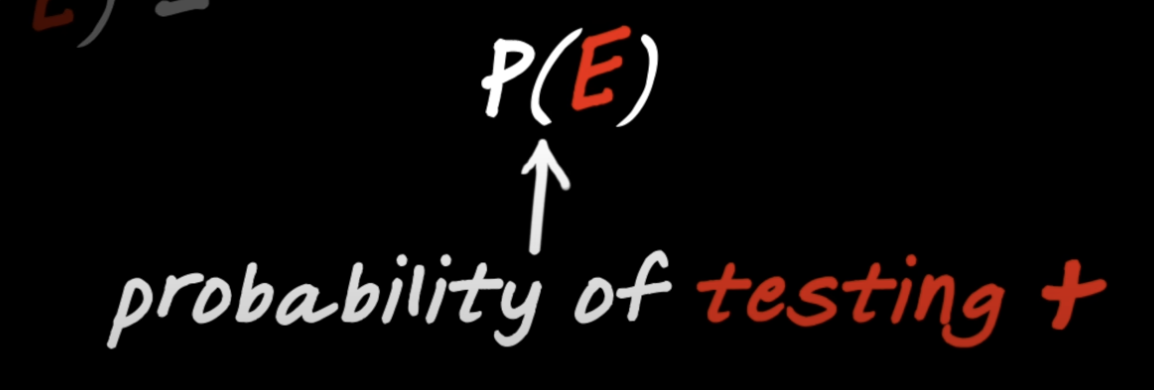 E) =
P(E)
probability of testing +